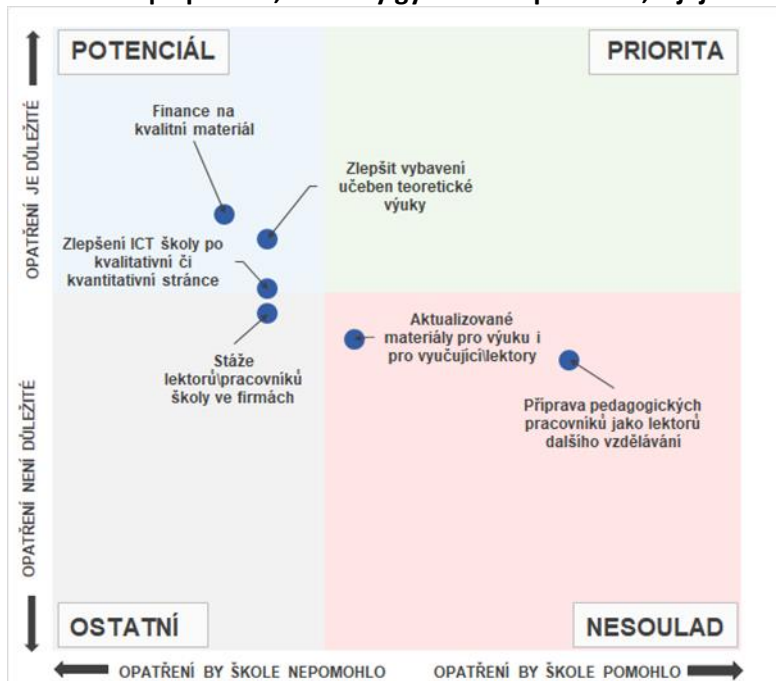 POTENCIÁL
PRIORITA
Finance na
kvalitní materiál
Zlepšit vybavení
učeben teoretické
výuky
Zlepšení ICT školy po
kvalitativní či
kvantitativní stránce
Aktualizované
materiály pro výuku i
pro vyučující\lektory
Stáže
lektorů\pracovníků
školy ve firmách
Příprava pedagogických
pracovníků jako lektorů
dalšího vzdělávání
OSTATNÍ
NESOULAD
OPATŘENÍ JE DŮLEŽITÉ
OPATŘENÍ NENÍ DŮLEŽITÉ
OPATŘENÍ BY ŠKOLE NEPOMOHLO
OPATŘENÍ BY ŠKOLE POMOHLO